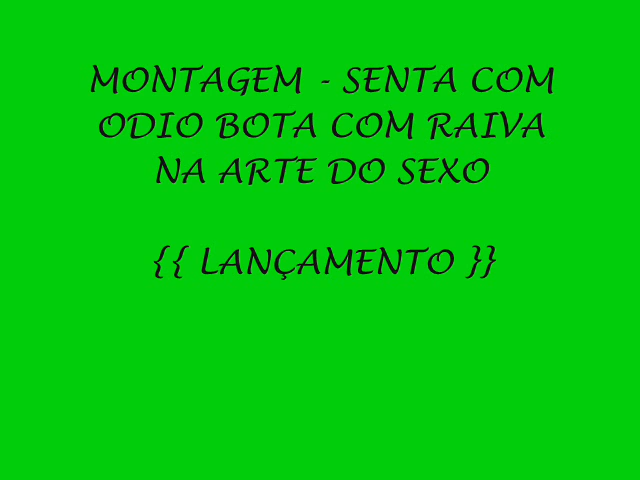 MONTAGEM - SENTA COM
ODIO BOTA COM RAIVA
NA ARTE DO SEXO
{{ LANÇAMENTO }}